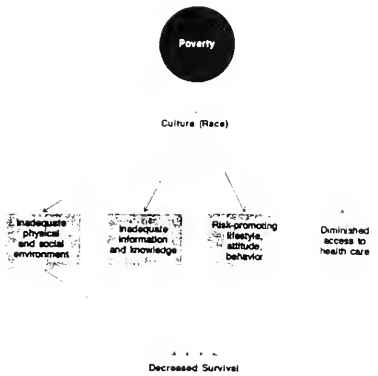 Poverty
Culture (Race)
Inadequate
physical
and social
environment
Inadequate
information
and knowledge
Risk-promoting
lifestyle,
attitude,
behavior
Diminished
access to
health care
Decreased Survival